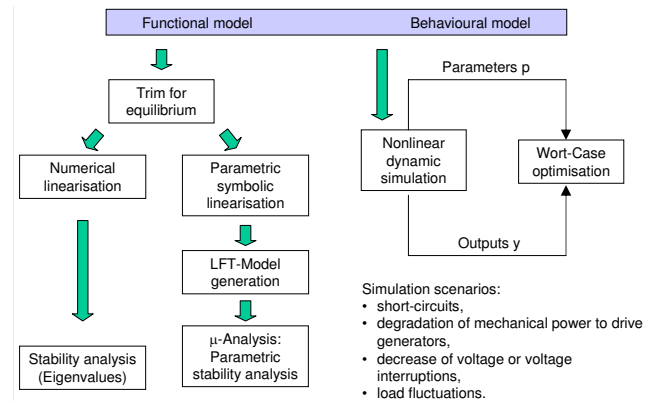 Functional model
Behavioural model
Trim for
equilibrium
Numerical
linearisation
Parametric
symbolic
linearisation
LFT-Model
generation
Stability analysis
(Eigenvalues)
μ-Analysis:
Parametric
stability analysis
Parameters p
Nonlinear
dynamic
simulation
Wort-Case
optimisation
Outputs y
Simulation scenarios:
• short-circuits,
• degradation of mechanical power to drive
generators,
• decrease of voltage or voltage
interruptions,
• load fluctuations.